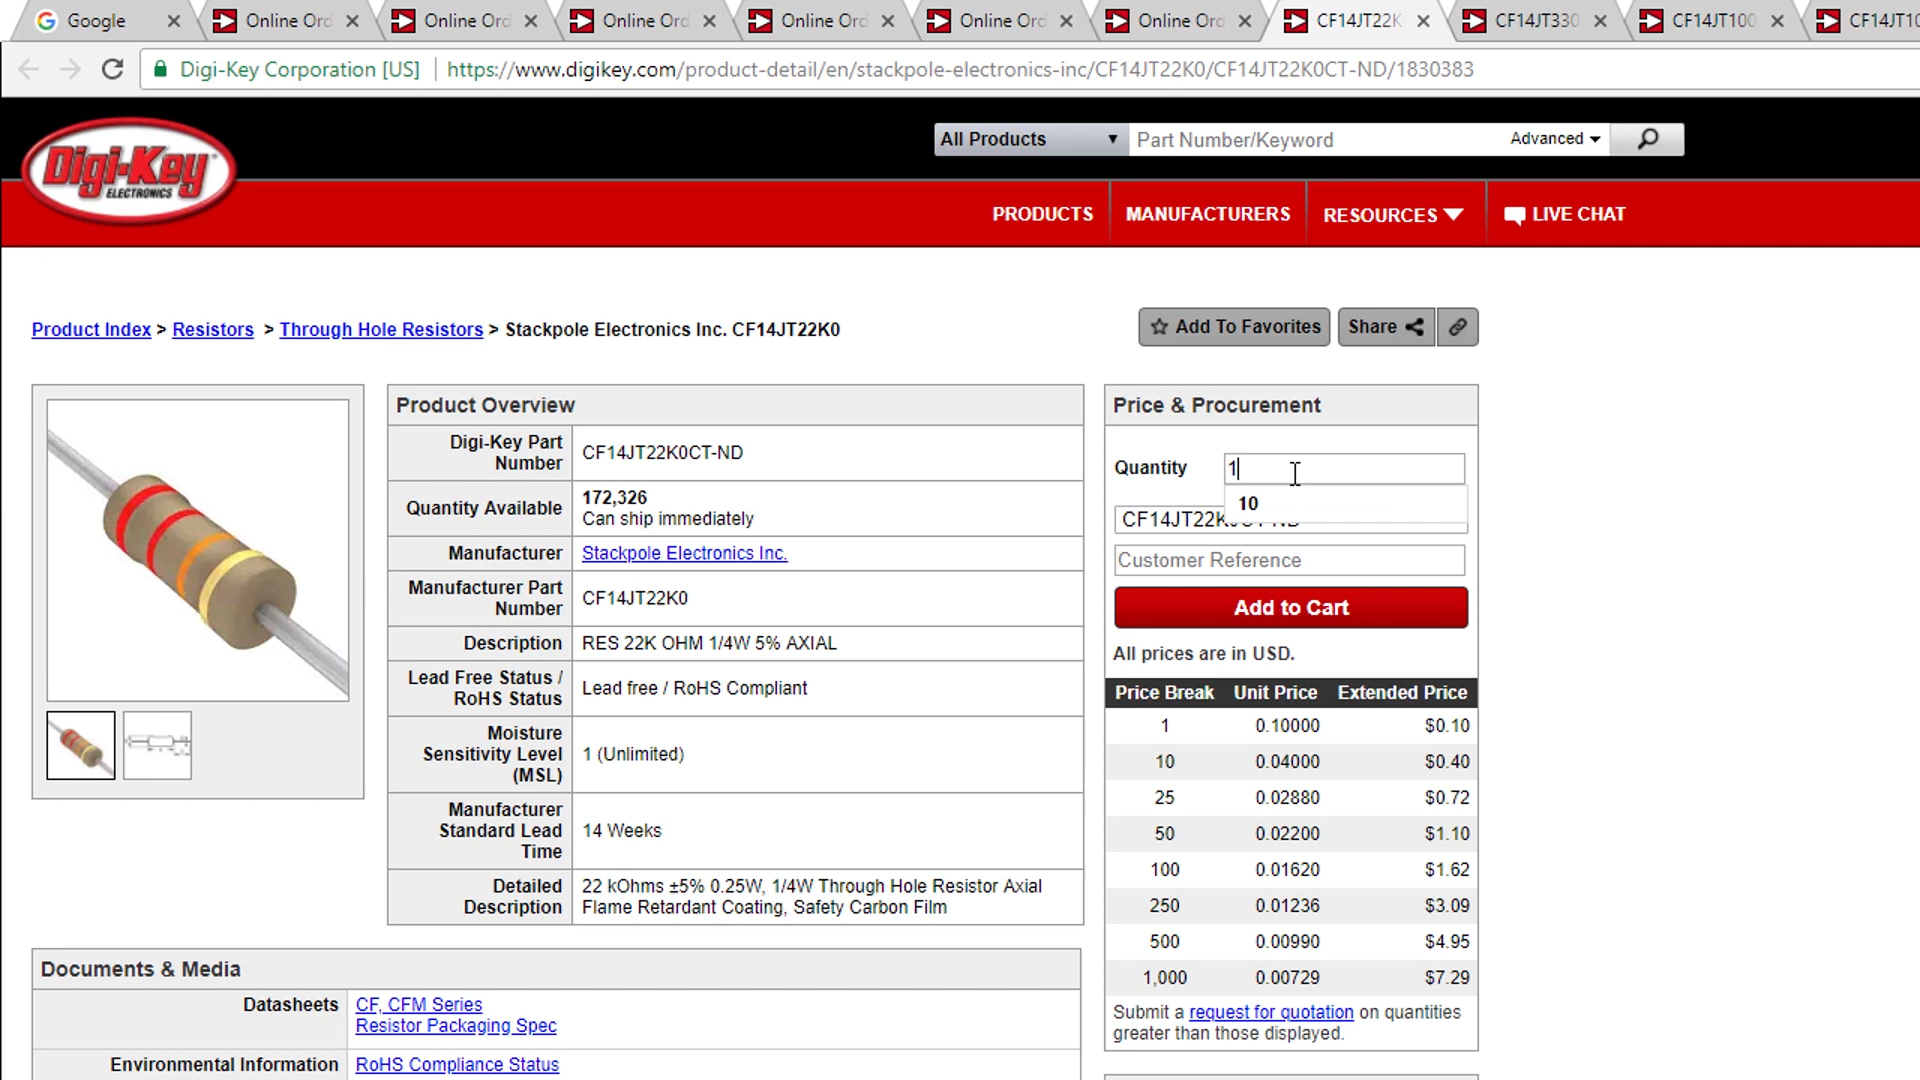 Google
Online Ord
Online Ord
Online Ord
Online Ord
Online Ord
Online Ord
CF14JT22K
CF14JT330
CF14JT100
CF14JT10
Digi-Key Corporation [US] https://www.digikey.com/product-detail/en/stackpole-electronics-inc/CF14JT22K0/CF14JT22K0CT-ND/1830383
All Products Part Number/Keyword Advanced
Digi-Key
ELECTRONICS
PRODUCTS MANUFACTURERS RESOURCES LIVE CHAT
Product Index > Resistors > Through Hole Resistors > Stackpole Electronics Inc. CF14JT22K0
Add To Favorites Share
Product Overview
Digi-Key Part
Number
CF14JT22K0CT-ND
Quantity Available
172,326
Can ship immediately
Manufacturer Stackpole Electronics Inc.
Manufacturer Part
Number
CF14JT22K0
Description RES 22K OHM 1/4W 5% AXIAL
Lead Free Status /
RoHS Status
Lead free / RoHS Compliant
Moisture
Sensitivity Level
(MSL)
1 (Unlimited)
Manufacturer
Standard Lead
Time
14 Weeks
Detailed
Description
22 kOhms ±5% 0.25W, 1/4W Through Hole Resistor Axial
Flame Retardant Coating, Safety Carbon Film
Price & Procurement
Quantity 1
10
Customer Reference
Add to Cart
All prices are in USD.
Price Break Unit Price Extended Price
1 0.10000 $0.10
10 0.04000 $0.40
25 0.02880 $0.72
50 0.02200 $1.10
100 0.01620 $1.62
250 0.01236 $3.09
500 0.00990 $4.95
1,000 0.00729 $7.29
Submit a request for quotation on quantities
greater than those displayed.
Documents & Media
Datasheets
CF, CFM Series
Resistor Packaging Spec
Environmental Information RoHS Compliance Status